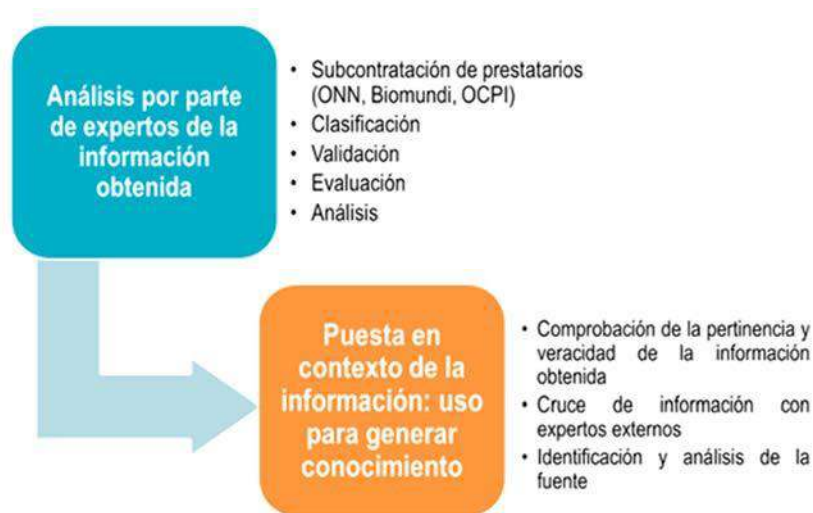 Análisis por parte
de expertos de la
información
obtenida
• Subcontratación de prestatarios
(ONN, Biomundi, OCPI)
• Clasificación
• Validación
• Evaluación
• Análisis
Puesta en
contexto de la
información: uso
para generar
conocimiento
• Comprobación de la pertinencia y
veracidad de la información
obtenida
• Cruce de información con
expertos externos
• Identificación y análisis de la
fuente